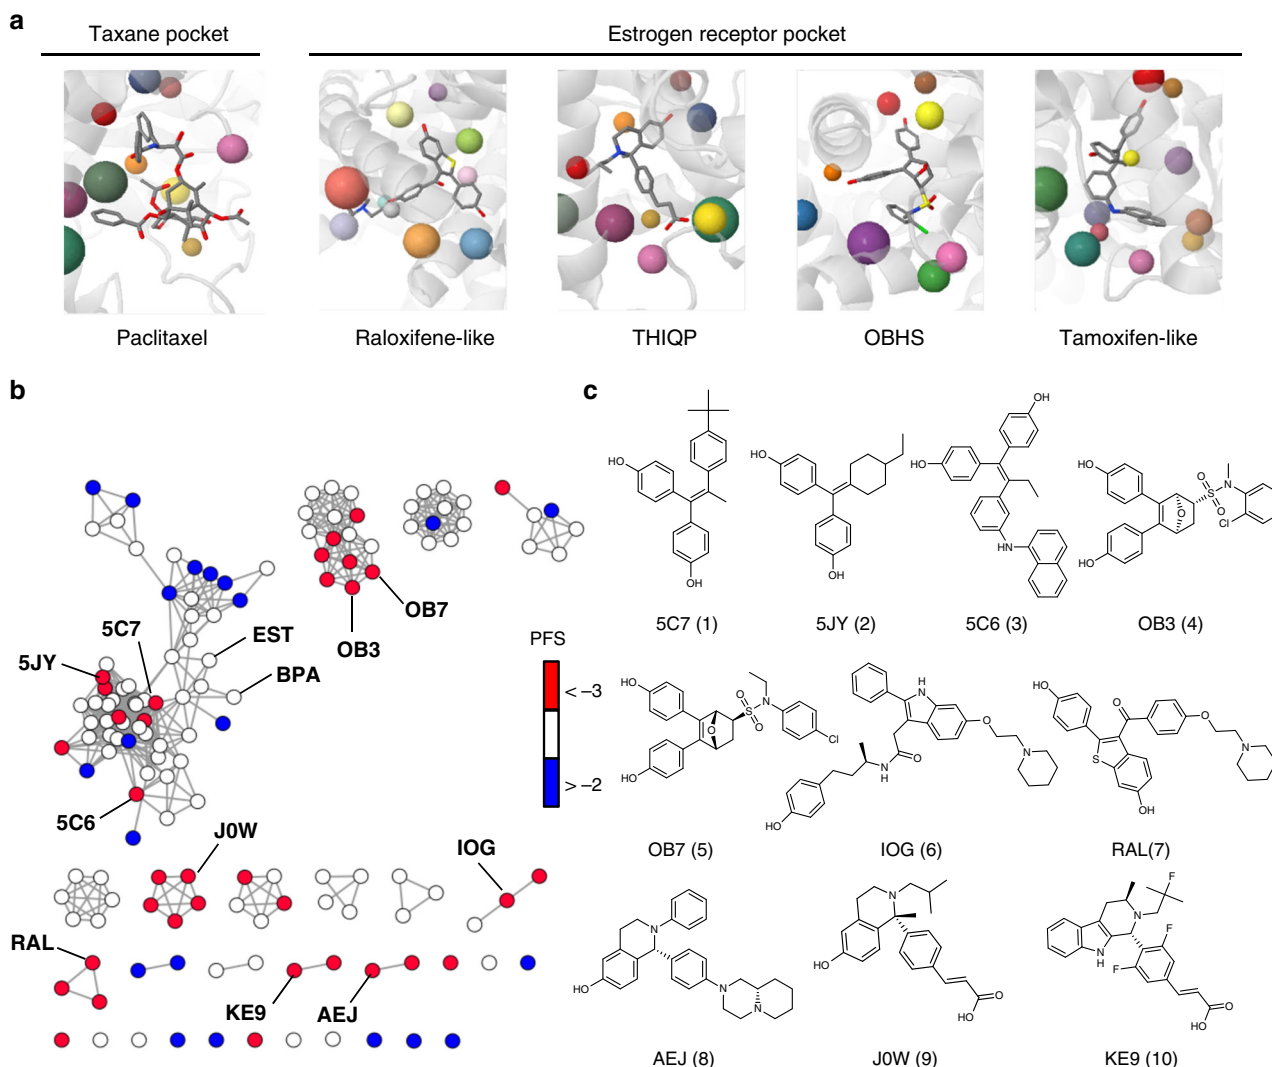 a
Taxane pocket
Estrogen receptor pocket
Paclitaxel
Raloxifene-like
THIQP
OBHS
Tamoxifen-like
b
5C7
5JY
EST
BPA
OB7
OB3
5C6
J0W
IOG
RAL
KE9
AEJ
PFS
< –3
> –2
c
HO
OH
5C7 (1)
HO
OH
5JY (2)
OH
HO
HN
5C6 (3)
HO
HO
O
O
S
O
N
Cl
OB3 (4)
HO
HO
O
O
S
O
N
Cl
OB7 (5)
H
N
O
N
O
N
H
HO
IOG (6)
HO
O
O
N
S
OH
RAL(7)
N
HO
N
N
AEJ (8)
N
HO
O
HO
J0W (9)
F
N
F
N
H
F
O
HO
KE9 (10)